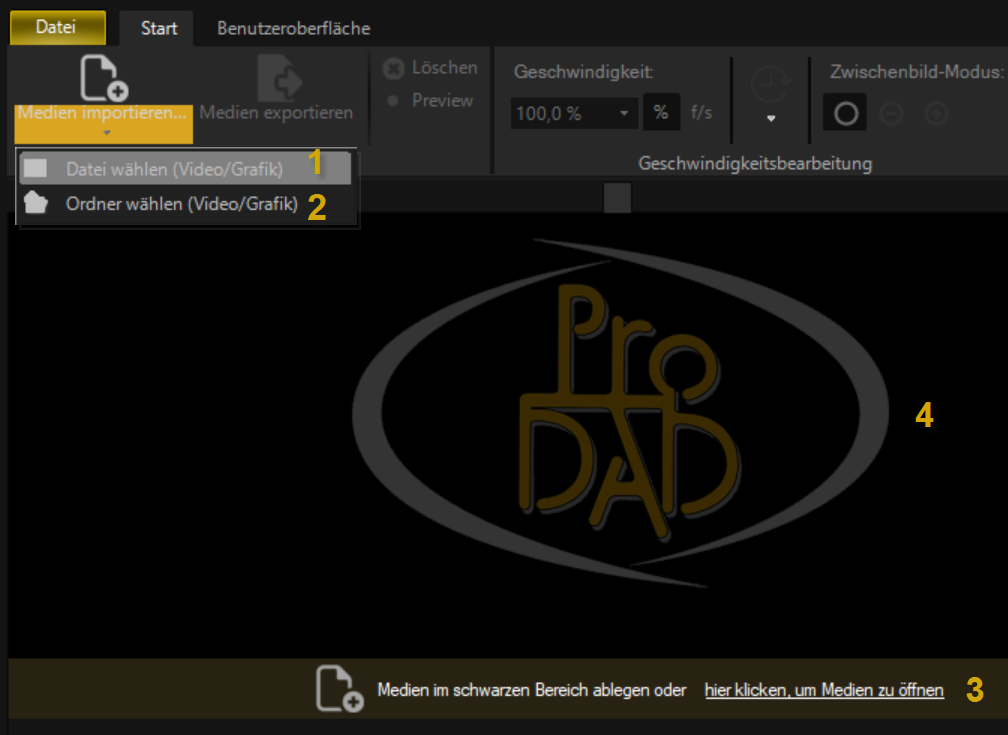 Datei Start Benutzeroberfläche
Löschen
Geschwindigkeit: Zwischenbild-Modus:
Preview
Medien importieren... Medien exportieren
100,0 % % f/s
Geschwindigkeitsbearbeitung
Datei wählen (Video/Grafik) 1
Ordner wählen (Video/Grafik) 2
Pro
DAD
4
Medien im schwarzen Bereich ablegen oder hier klicken, um Medien zu öffnen 3